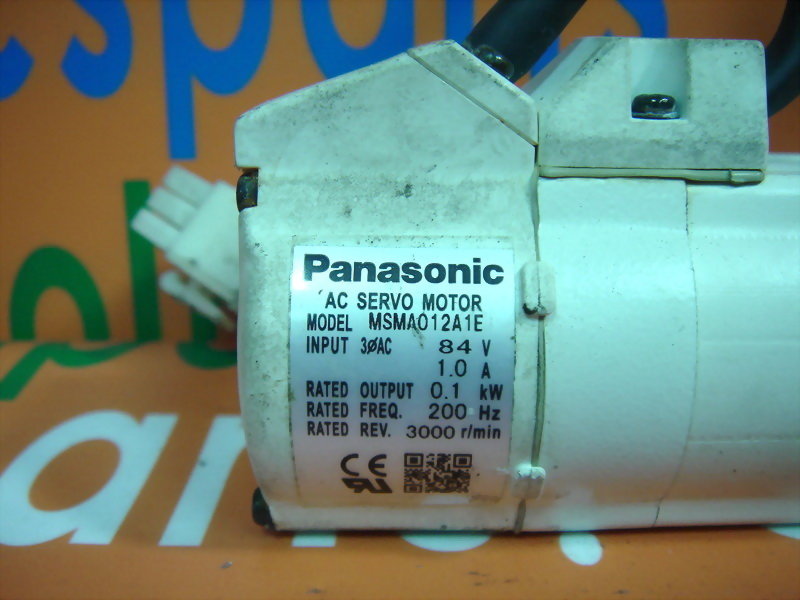 Panasonic
AC SERVO MOTOR
MODEL MSMA012A1E
INPUT 3øAC 84 V
1.0 A
RATED OUTPUT 0.1 kW
RATED FREQ. 200 Hz
RATED REV. 3000 r/min
CE